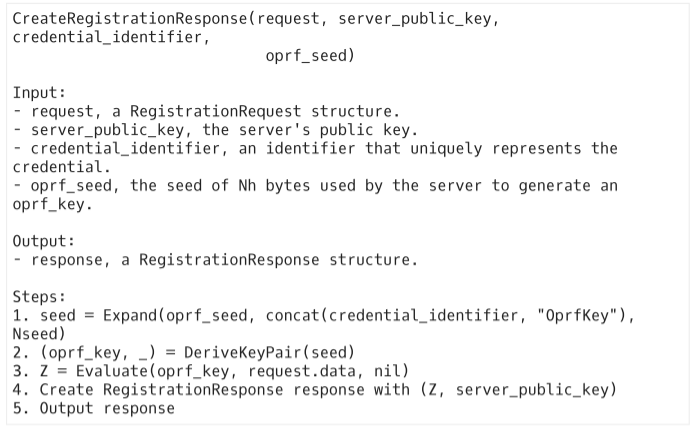 CreateRegistrationResponse(request, server_public_key,
credential_identifier,
oprf_seed)
Input:
- request, a RegistrationRequest structure.
- server_public_key, the server's public key.
- credential_identifier, an identifier that uniquely represents the
credential.
- oprf_seed, the seed of Nh bytes used by the server to generate an
oprf_key.
Output:
- response, a RegistrationResponse structure.
Steps:
1. seed = Expand(oprf_seed, concat(credential_identifier, "OprfKey"),
Nseed)
2. (oprf_key, _) = DeriveKeyPair(seed)
3. Z = Evaluate(oprf_key, request.data, nil)
4. Create RegistrationResponse response with (Z, server_public_key)
5. Output response